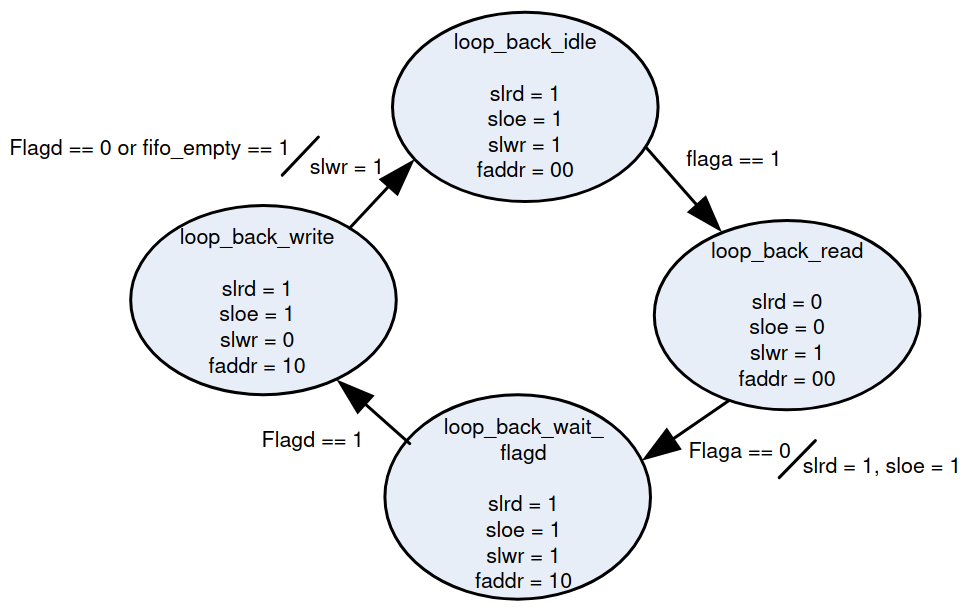 loop_back_idle
slrd = 1
sloe = 1
slwr = 1
faddr = 00
Flagd == 0 or fifo_empty == 1
slwr = 1
flaga == 1
loop_back_write
slrd = 1
sloe = 1
slwr = 0
faddr = 10
loop_back_read
slrd = 0
sloe = 0
slwr = 1
faddr = 00
Flagd == 1
loop_back_wait_
flagd
slrd = 1
sloe = 1
slwr = 1
faddr = 10
Flaga == 0
slrd = 1, sloe = 1